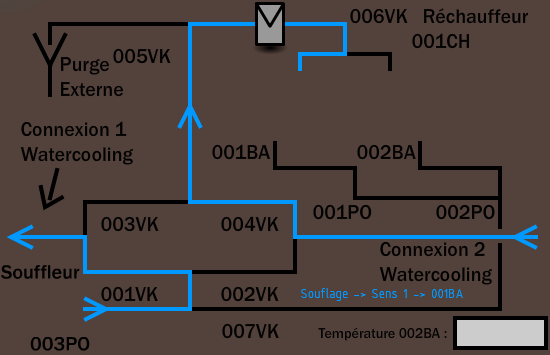 006VK Réchauffeur
001CH
005VK
Purge
Externe
Connexion 1
Watercooling
001BA
002BA
001PO
002PO
003VK
004VK
Connexion 2
Watercooling
Souffleur
001VK
002VK
Souflage -> Sens 1 -> 001BA
007VK
Température 002BA :
003PO